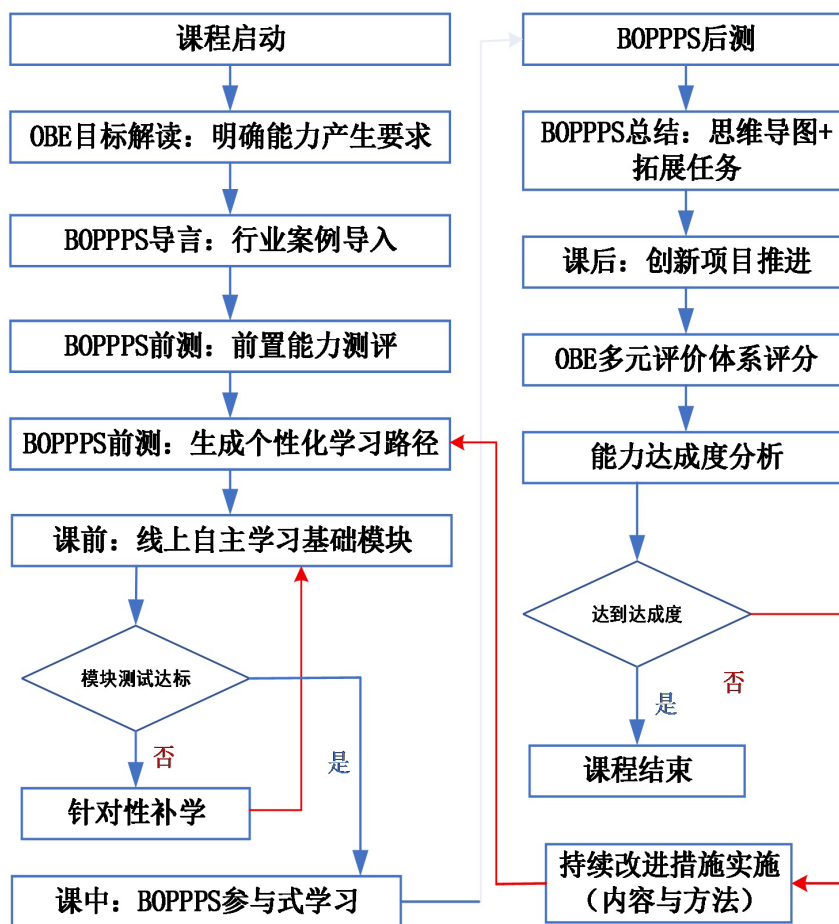 课程启动
OBE目标解读：明确能力产生要求
BOPPPS导言：行业案例导入
BOPPPS前测：前置能力测评
BOPPPS前测：生成个性化学习路径
课前：线上自主学习基础模块
模块测试达标
否
是
针对性补学
课中：BOPPPS参与式学习
BOPPPS后测
BOPPPS总结：思维导图+
拓展任务
课后：创新项目推进
OBE多元评价体系评分
能力达成度分析
达到达成度
否
是
课程结束
持续改进措施实施
（内容与方法）